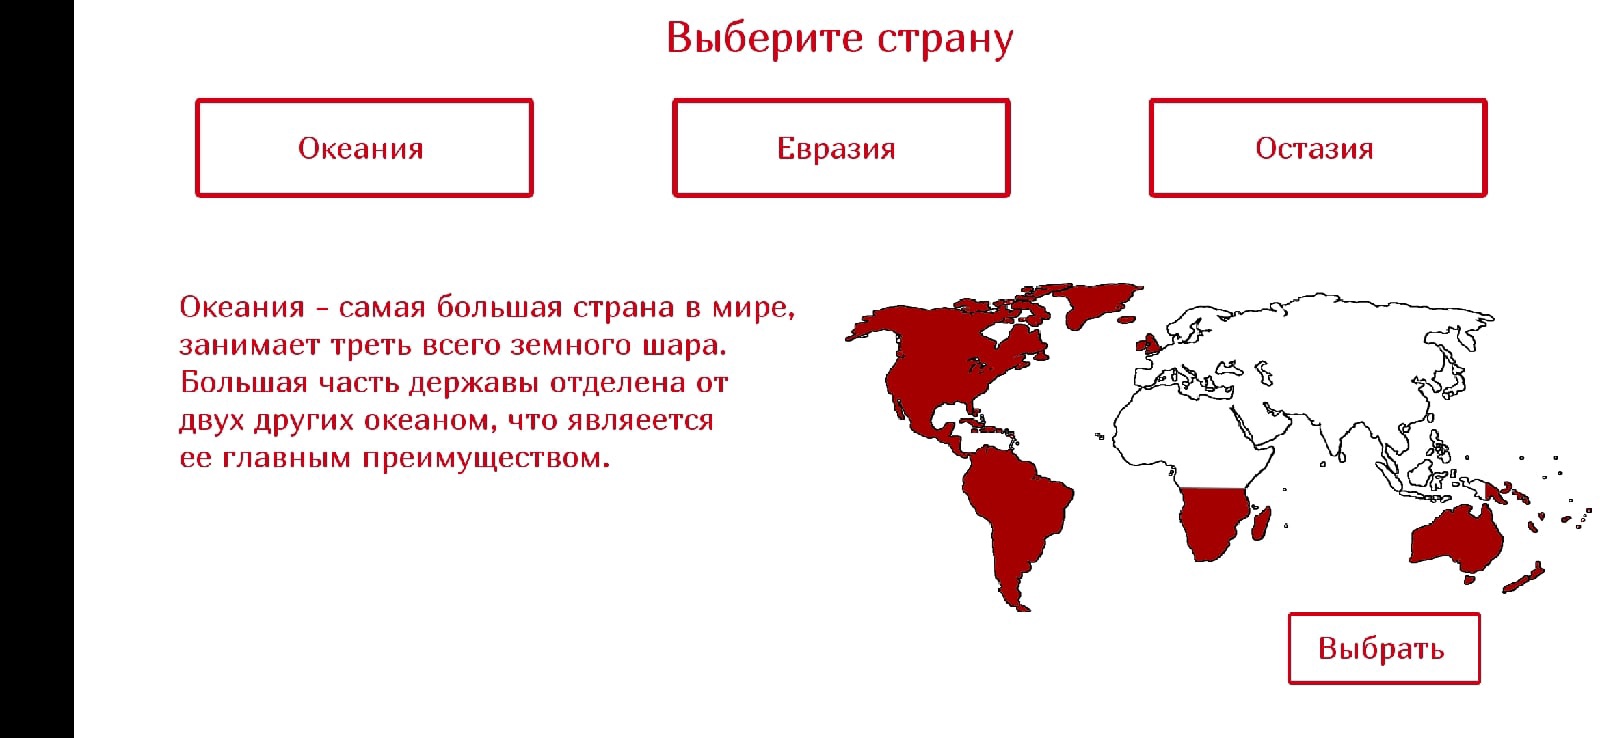 Выберите страну
Океания
Евразия
Остазия
Океания – самая большая страна в мире,
занимает треть всего земного шара.
Большая часть державы отделена от
двух других океаном, что являеется
ее главным преимуществом.
Выбрать